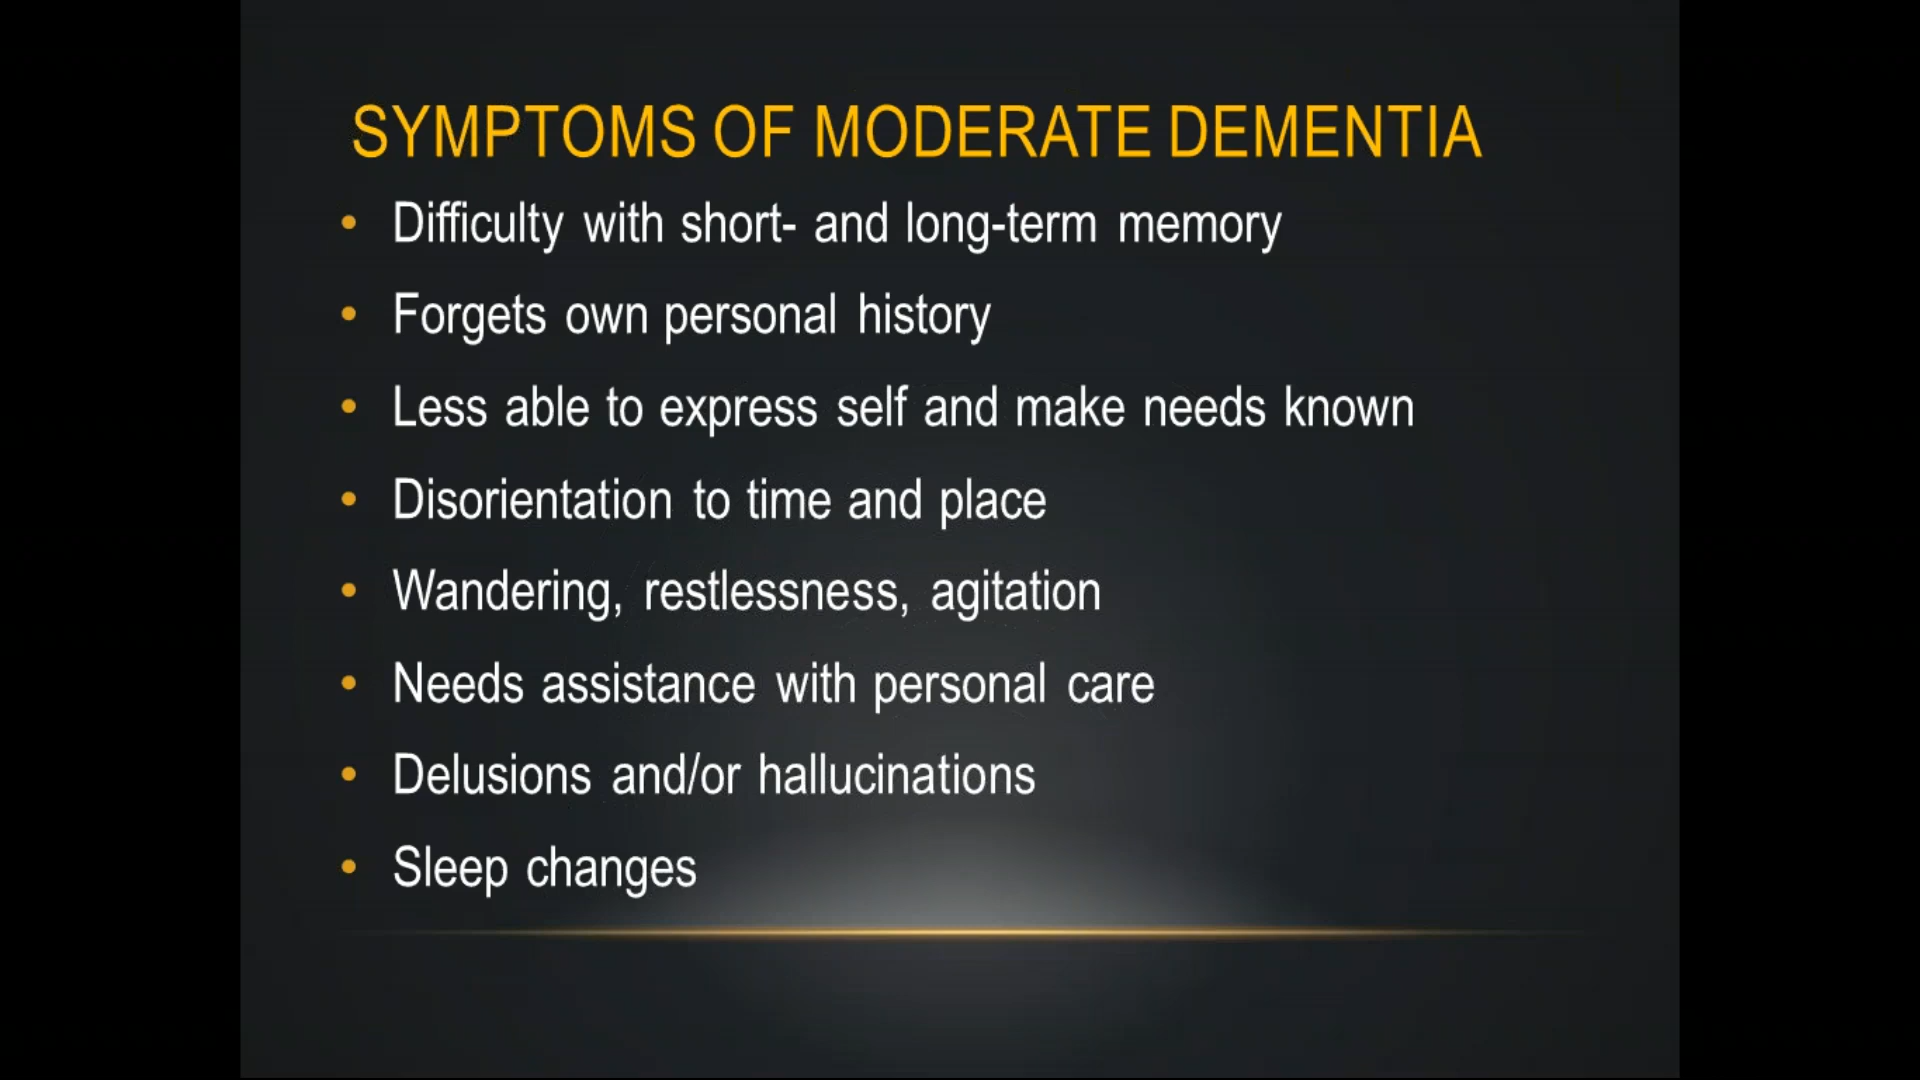 SYMPTOMS OF MODERATE DEMENTIA
• Difficulty with short- and long-term memory
• Forgets own personal history
• Less able to express self and make needs known
• Disorientation to time and place
• Wandering, restlessness, agitation
• Needs assistance with personal care
• Delusions and/or hallucinations
• Sleep changes